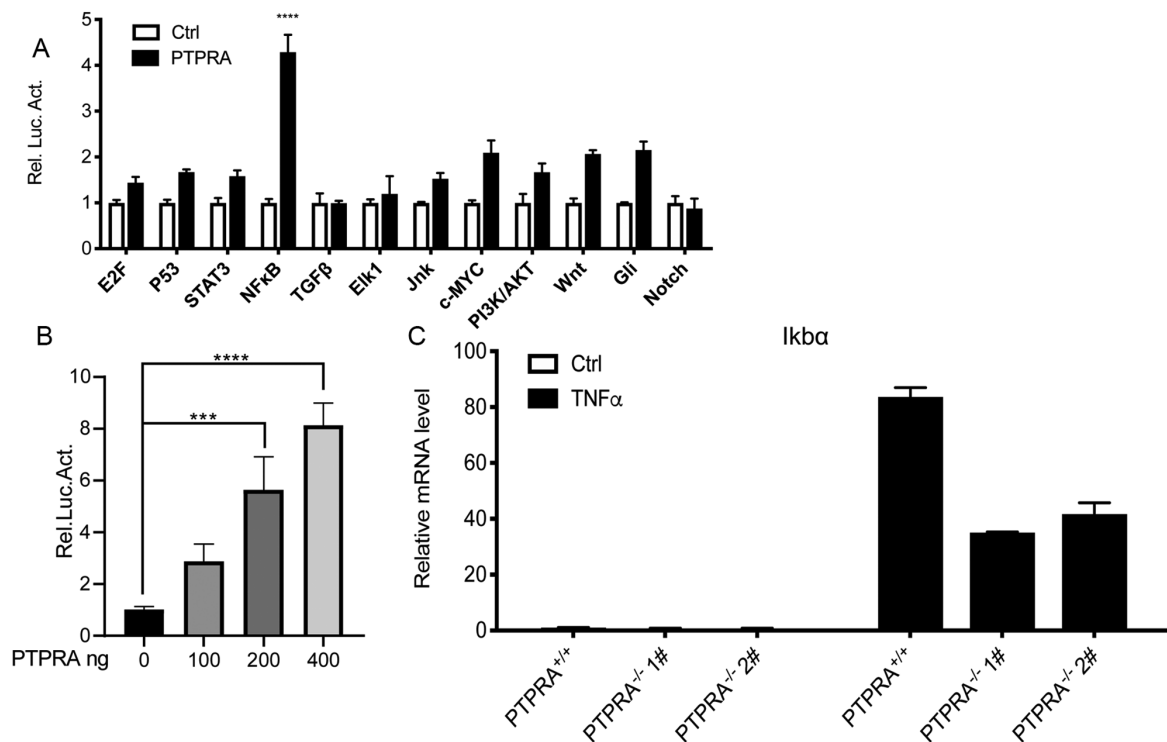 A
Rel. Luc. Act.
5
4
3
2
1
0
Ctrl
PTPRA
****
E2F
P53
STAT3
NFκB
TGFβ
Elk1
Jnk
c-MYC
PI3K/AKT
Wnt
Gli
Notch
B
Rel.Luc.Act.
10
8
6
4
2
0
****
***
PTPRA ng 0 100 200 400
C
Ikbα
Relative mRNA level
100
80
60
40
20
0
Ctrl
TNFα
PTPRA+/+
PTPRA-/- 1#
PTPRA-/- 2#
PTPRA+/+
PTPRA-/- 1#
PTPRA-/- 2#